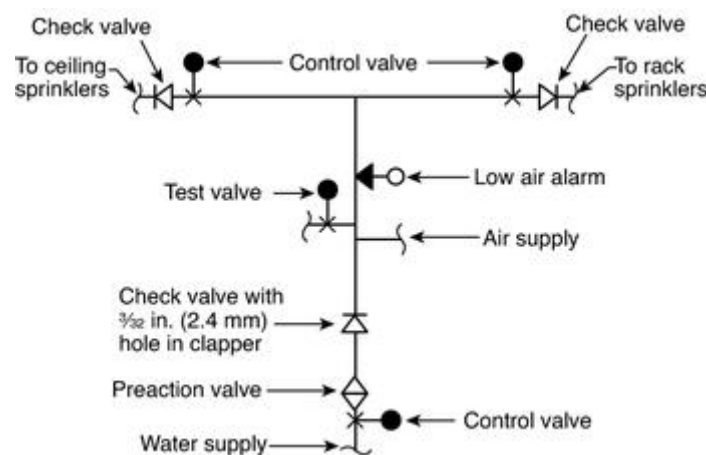 Check valve
Control valve
Check valve
To ceiling
sprinklers
To rack
sprinklers
Test valve
Low air alarm
Air supply
Check valve with
3⁄32 in. (2.4 mm)
hole in clapper
Preaction valve
Control valve
Water supply